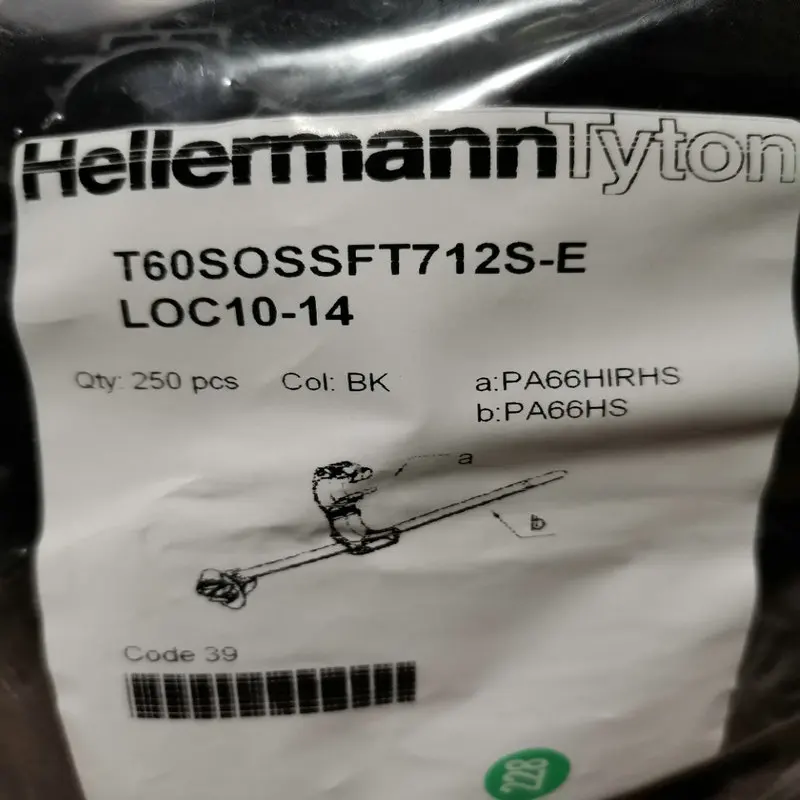 HellermannTyton
T60SOSSFT712S-E
LOC10-14
Qty: 250 pcs Col: BK a:PA66HIRHS
b:PA66HS
a
b
Code 39
228